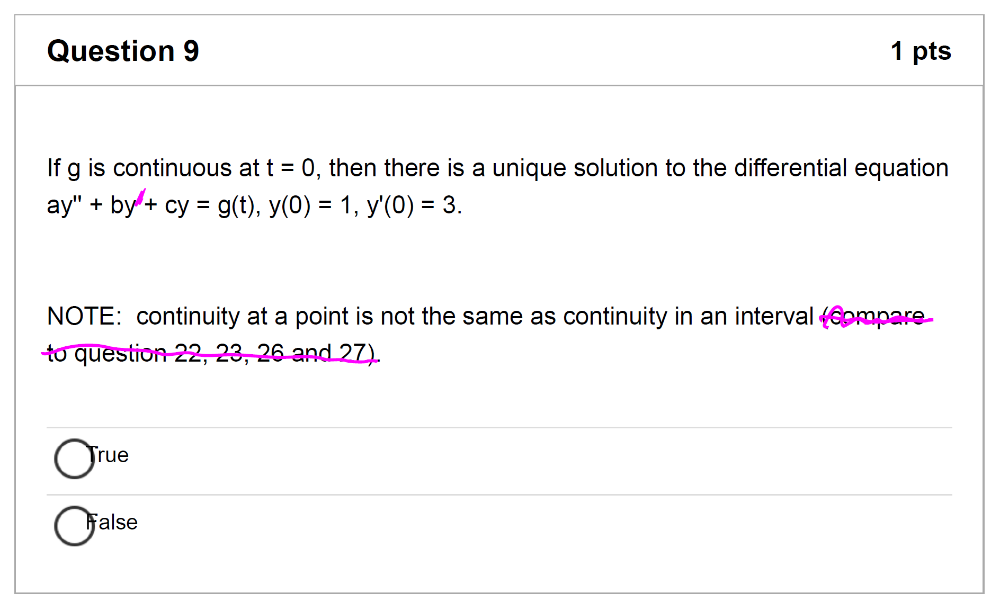 Question 9
1 pts
If g is continuous at t = 0, then there is a unique solution to the differential equation
ay'' + by' + cy = g(t), y(0) = 1, y'(0) = 3.
NOTE:  continuity at a point is not the same as continuity in an interval (compare
to question 22, 23, 26 and 27).
True
False